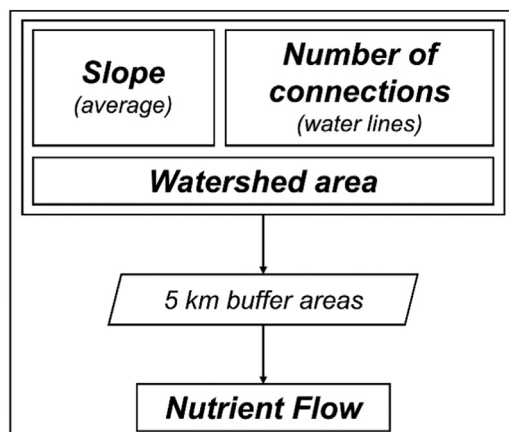 Slope
(average)
Number of
connections
(water lines)
Watershed area
5 km buffer areas
Nutrient Flow